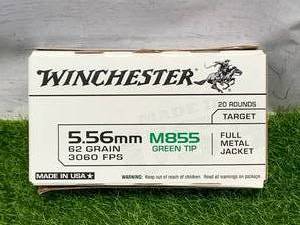 WINCHESTER
20 ROUNDS
TARGET
5.56mm M855
62 GRAIN GREEN TIP
3060 FPS
FULL
METAL
JACKET
MADE IN USA
WARNING: Keep out of reach of children. Read all warnings on package.